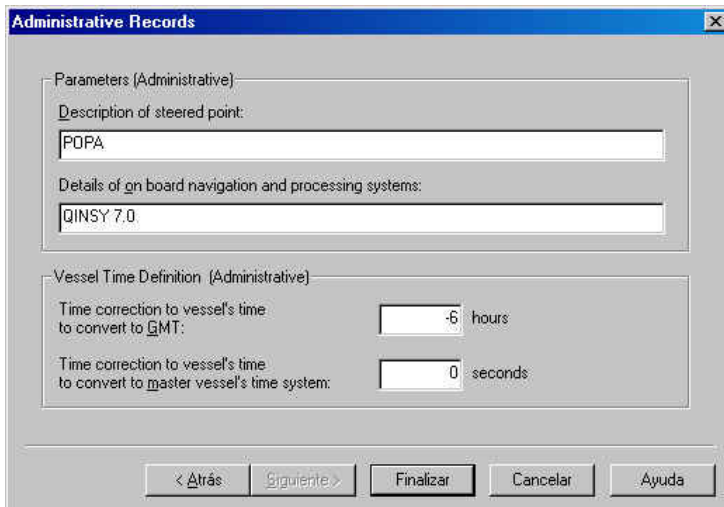 Administrative Records
Parameters (Administrative)
Description of steered point:
POPA
Details of on board navigation and processing systems:
QINSY 7.0
Vessel Time Definition (Administrative)
Time correction to vessel's time
to convert to GMT:
-6 hours
Time correction to vessel's time
to convert to master vessel's time system:
0 seconds
< Atrás Siguiente > Finalizar Cancelar Ayuda